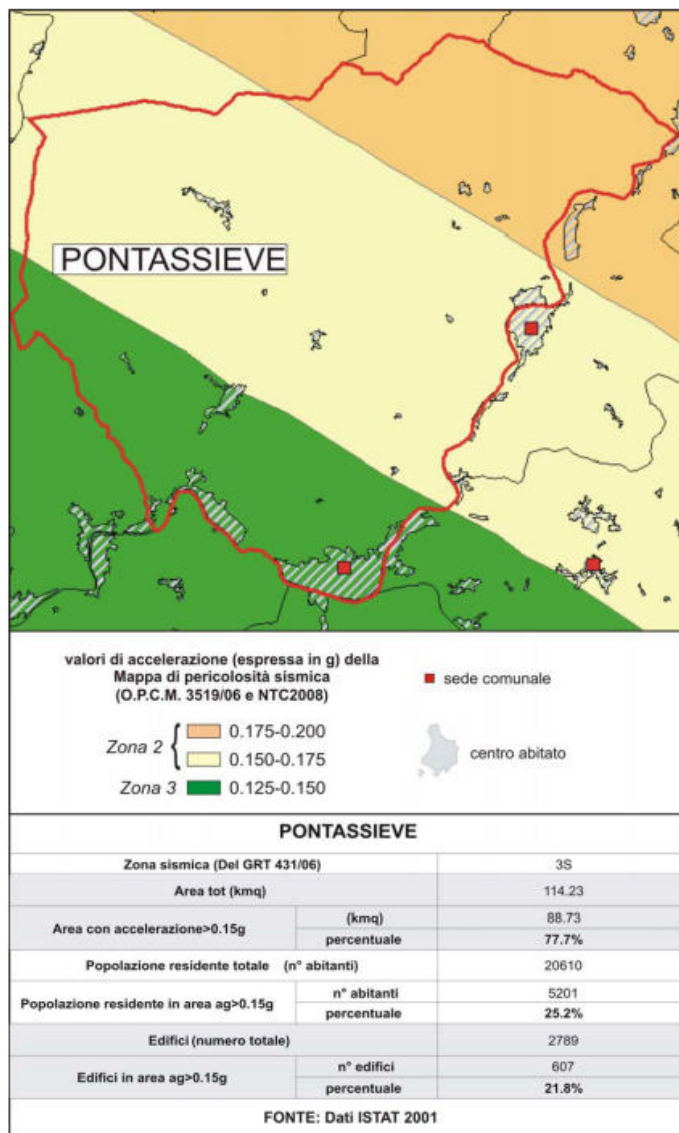 PONTASSIEVE
valori di accelerazione (espressa in g) della
Mappa di pericolosità sismica
(O.P.C.M. 3519/06 e NTC2008)
Zona 2
0.175-0.200
0.150-0.175
Zona 3
0.125-0.150
sede comunale
centro abitato
PONTASSIEVE
Zona sismica (Del GRT 431/06) 3S
Area tot (kmq) 114.23
Area con accelerazione>0.15g
(kmq) 88.73
percentuale 77.7%
Popolazione residente totale (n° abitanti) 20610
Popolazione residente in area ag>0.15g
n° abitanti 5201
percentuale 25.2%
Edifici (numero totale) 2789
Edifici in area ag>0.15g
n° edifici 607
percentuale 21.8%
FONTE: Dati ISTAT 2001